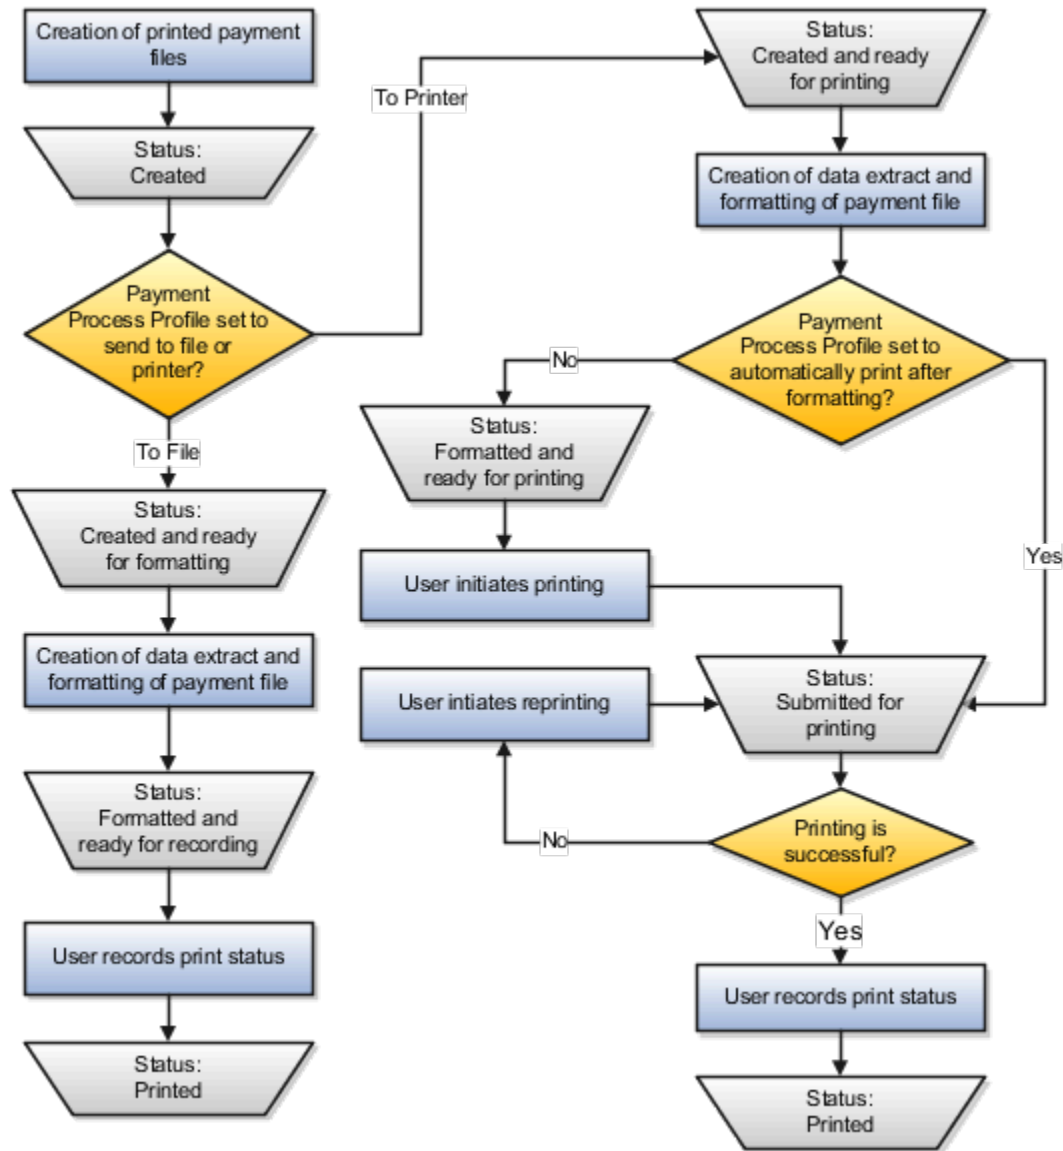 Creation of printed payment
files
Status:
Created
Payment
Process Profile set to
send to file or
printer?
To File
Status:
Created and ready
for formatting
Creation of data extract and
formatting of payment file
Status:
Formatted and
ready for recording
User records print status
Status:
Printed
To Printer
Status:
Created and ready
for printing
Creation of data extract and
formatting of payment file
Payment
Process Profile set to
automatically print after
formatting?
No
Status:
Formatted and
ready for printing
User initiates printing
Yes
Status:
Submitted for
printing
User intiates reprinting
Printing is
successful?
No
Yes
User records print status
Status:
Printed